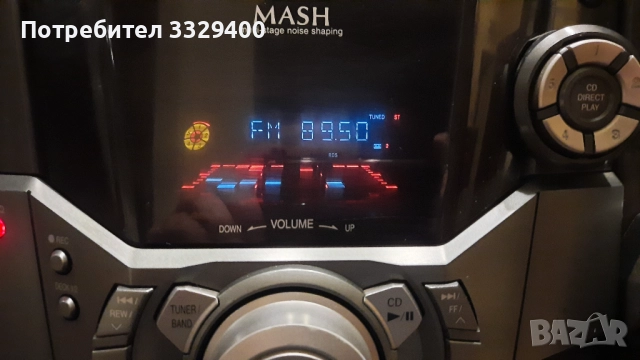 Потребител 3329400
MASH
stage noise shaping
TUNED ST
FM 89.50
CD
DIRECT
PLAY
DOWN VOLUME UP
REC
TUNER/
BAND
CD
REW/
FF/
BAZAR